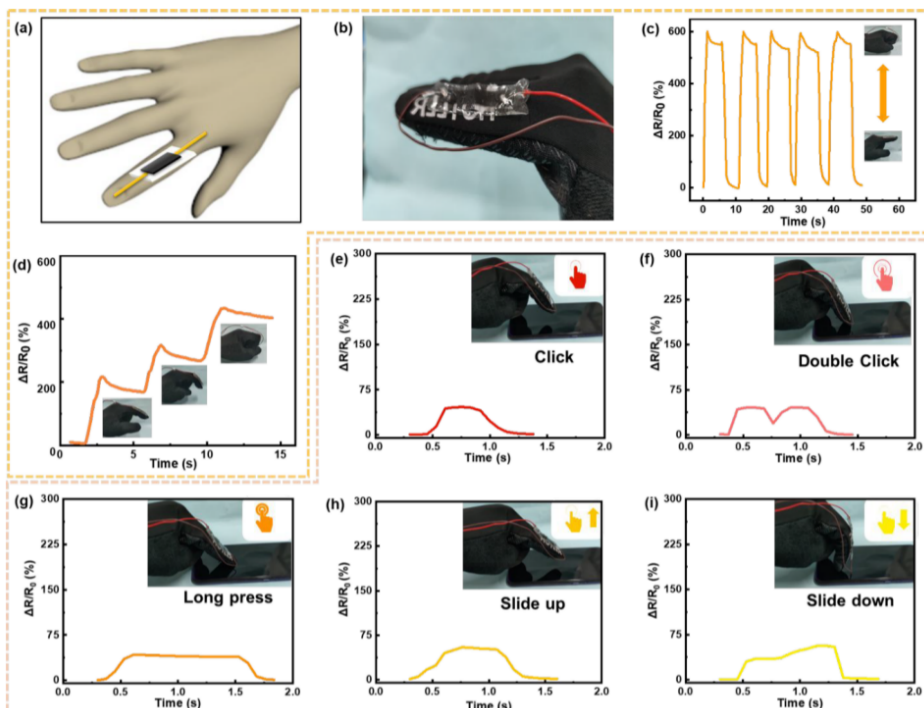 (a)
(b)
HSTLER
(c)
ΔR/R0 (%)
600
400
200
0
0 10 20 30 40 50 60
Time (s)
(d)
ΔR/R0 (%)
600
400
200
0
0 5 10 15
Time (s)
(e)
ΔR/R0 (%)
300
225
150
75
0
Click
0.0 0.5 1.0 1.5 2.0
Time (s)
(f)
ΔR/R0 (%)
300
225
150
75
0
Double Click
0.0 0.5 1.0 1.5 2.0
Time (s)
(g)
ΔR/R0 (%)
300
225
150
75
0
Long press
0.0 0.5 1.0 1.5 2.0
Time (s)
(h)
ΔR/R0 (%)
300
225
150
75
0
Slide up
0.0 0.5 1.0 1.5 2.0
Time (s)
(i)
ΔR/R0 (%)
300
225
150
75
0
Slide down
0.0 0.5 1.0 1.5 2.0
Time (s)